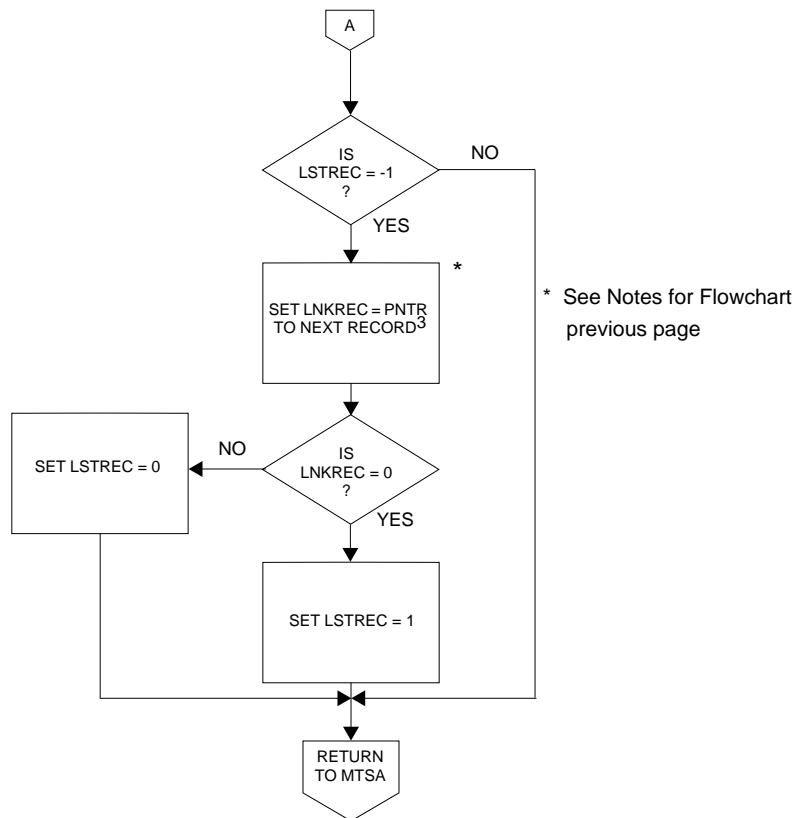 A
IS
LSTREC = -1
?
NO
YES
*
SET LNKREC = PNTR
TO NEXT RECORD3
* See Notes for Flowchart
previous page
SET LSTREC = 0
NO
IS
LNKREC = 0
?
YES
SET LSTREC = 1
RETURN
TO MTSA